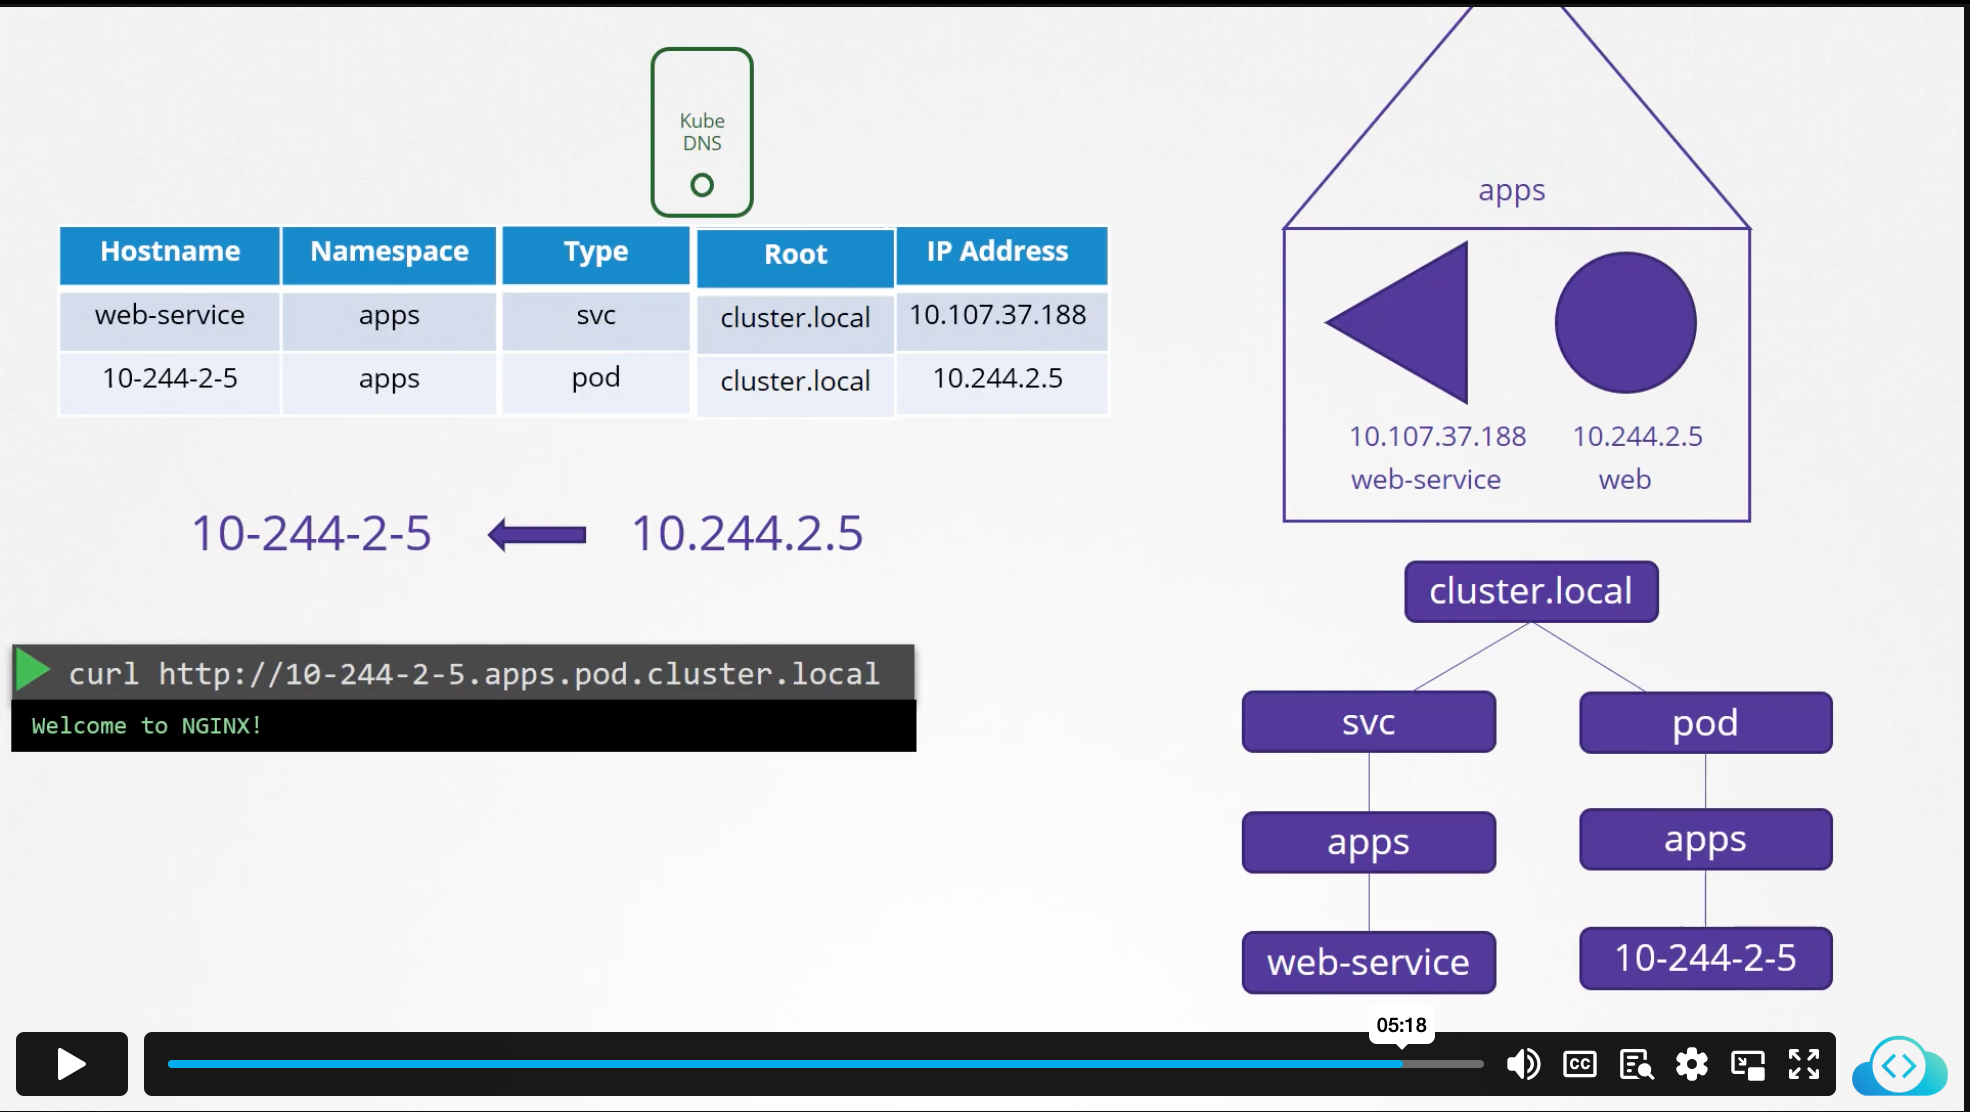 Kube
DNS
Hostname Namespace Type Root IP Address
web-service apps svc cluster.local 10.107.37.188
10-244-2-5 apps pod cluster.local 10.244.2.5
10-244-2-5 10.244.2.5
curl http://10-244-2-5.apps.pod.cluster.local
Welcome to NGINX!
apps
10.107.37.188 10.244.2.5
web-service web
cluster.local
svc pod
apps apps
web-service 10-244-2-5
05:18
CC